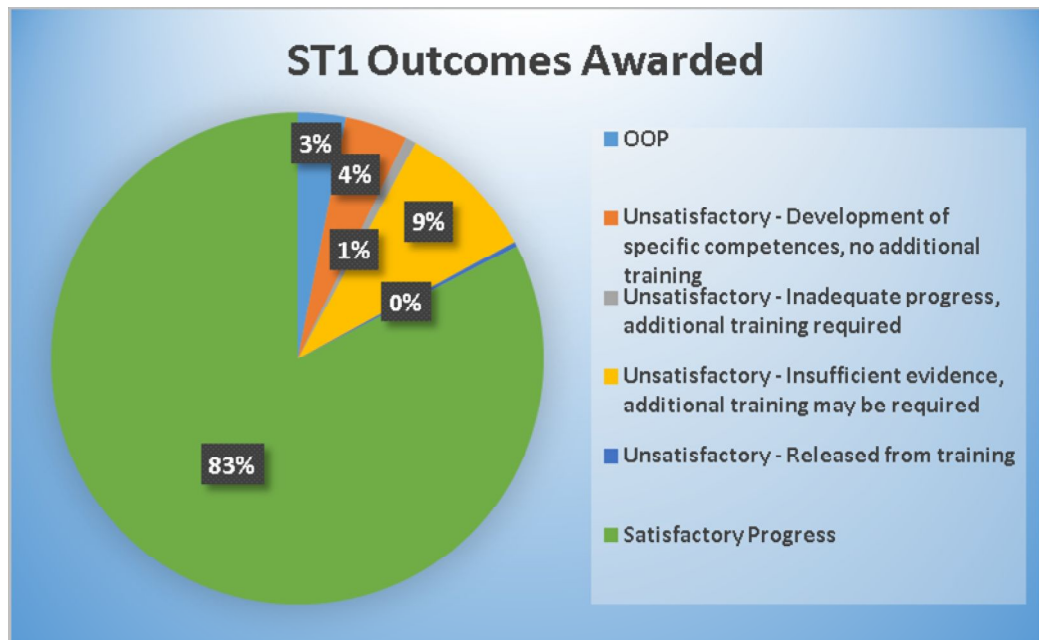 ST1 Outcomes Awarded
3%
4%
9%
1%
0%
83%
OOP
Unsatisfactory - Development of
specific competences, no additional
training
Unsatisfactory - Inadequate progress,
additional training required
Unsatisfactory - Insufficient evidence,
additional training may be required
Unsatisfactory - Released from training
Satisfactory Progress